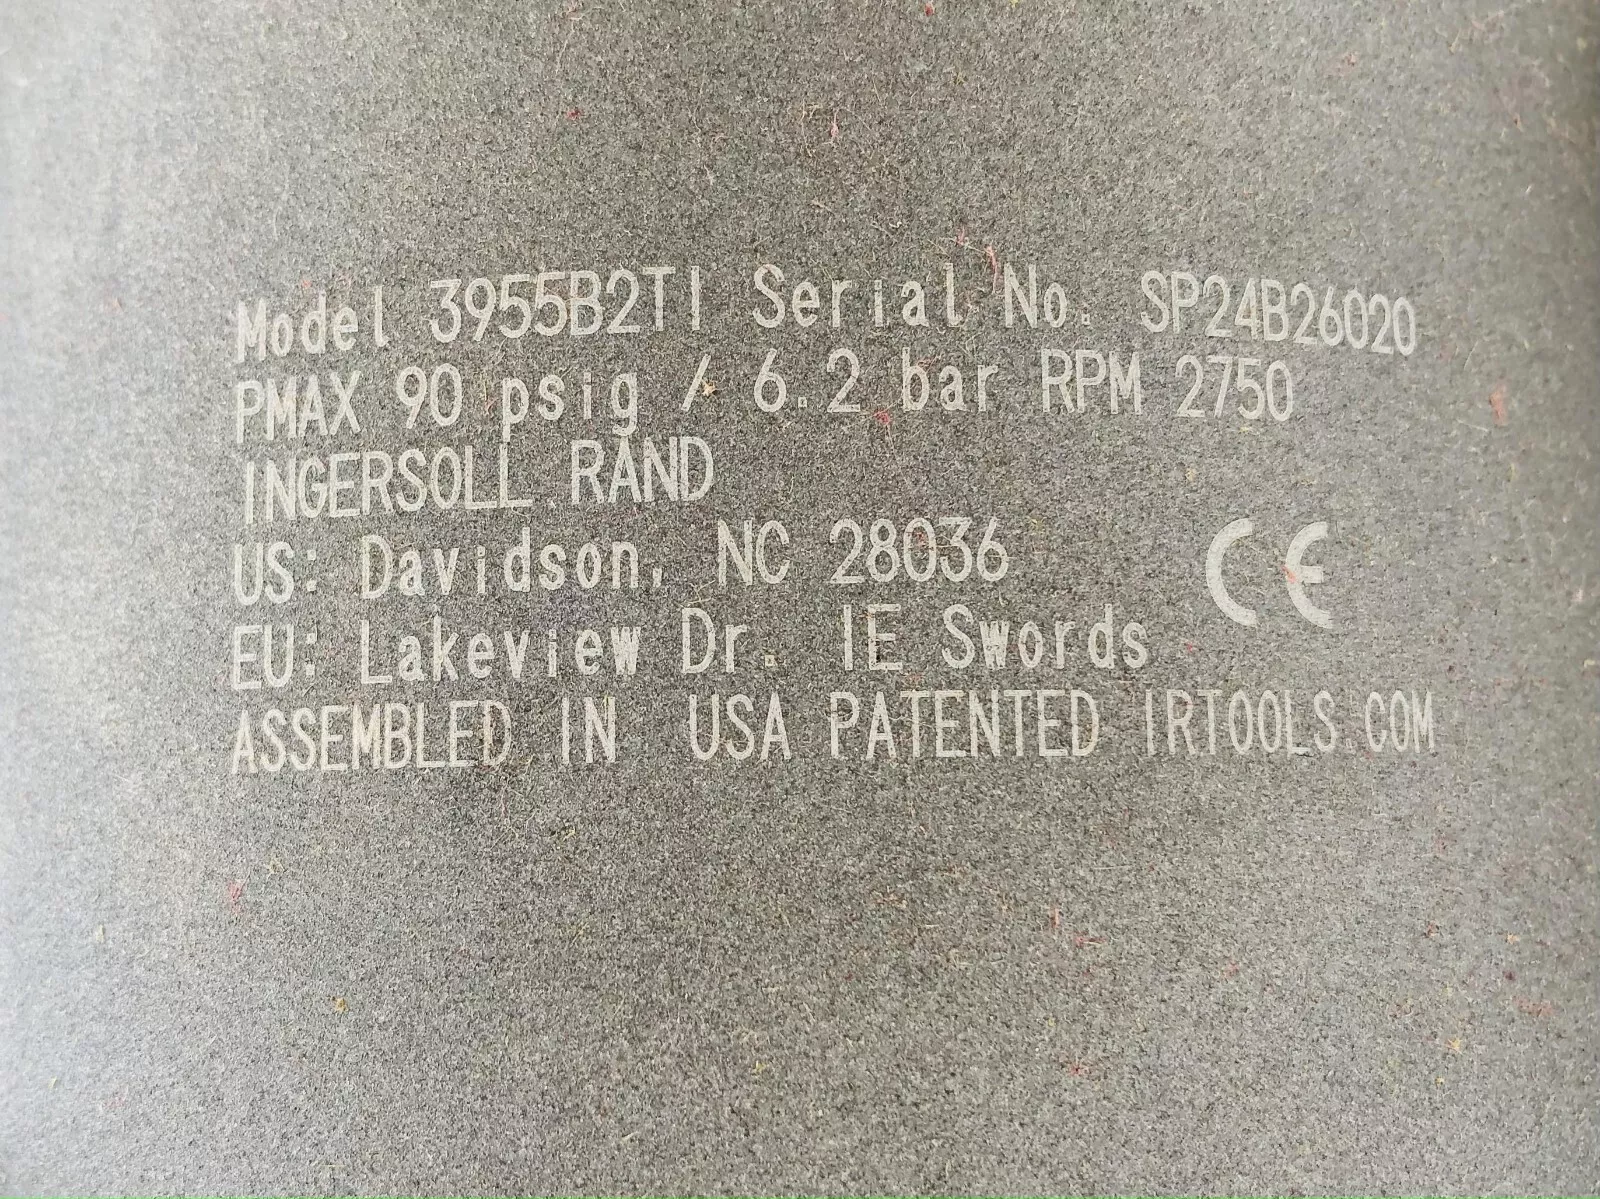 Model 3955B2TI Serial No. SP24B26020
PMAX 90 psig / 6.2 bar RPM 2750
INGERSOLL RAND
US: Davidson, NC 28036
CE
EU: Lakeview Dr. IE Swords
ASSEMBLED IN USA PATENTED IRTOOLS.COM